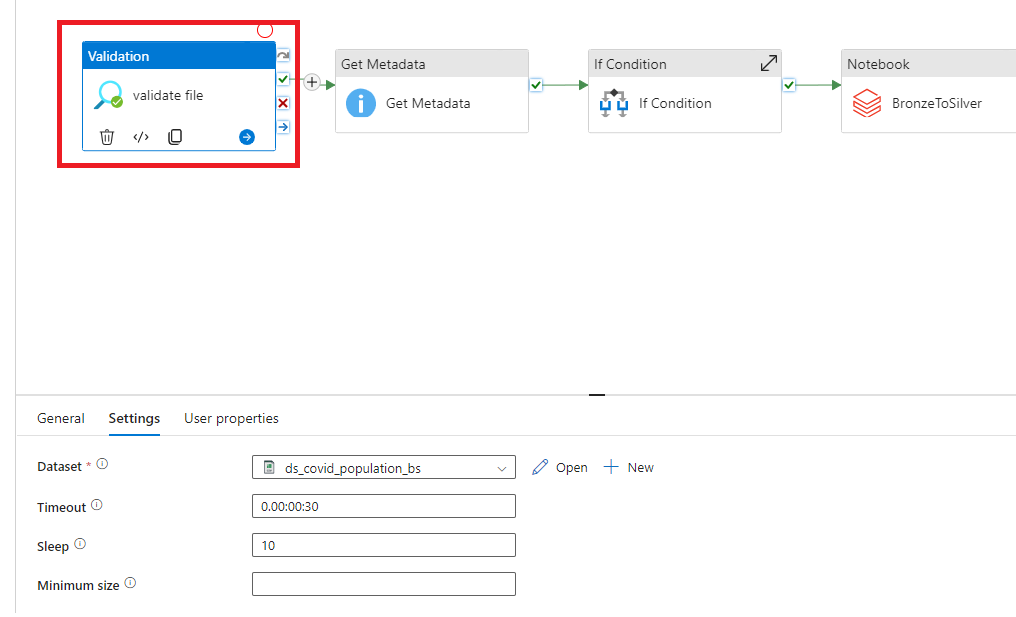 Validation
validate file
</>
Get Metadata
Get Metadata
If Condition
If Condition
Notebook
BronzeToSilver
General Settings User properties
Dataset * ds_covid_population_bs Open New
Timeout 0.00:00:30
Sleep 10
Minimum size